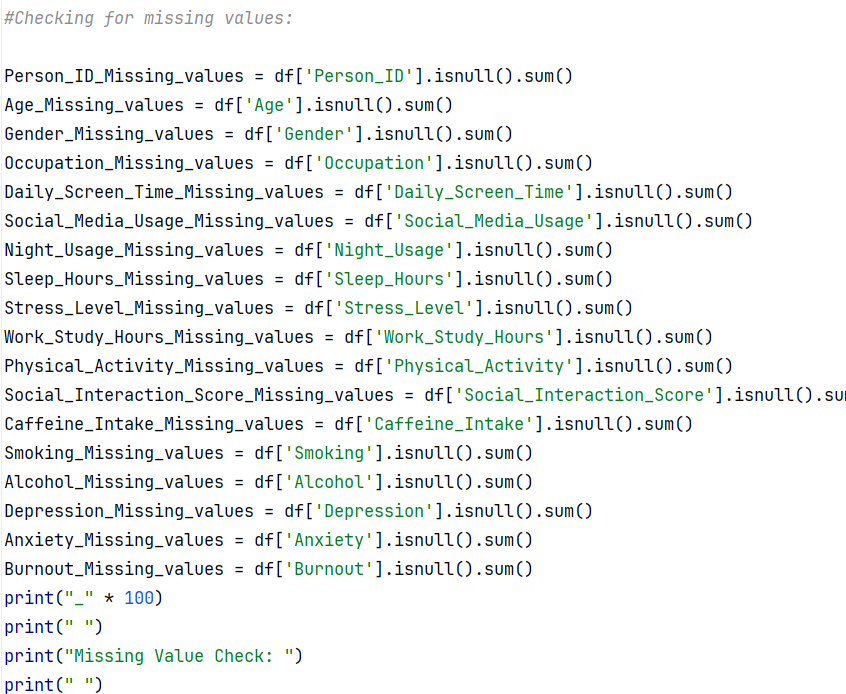 #Checking for missing values:
Person_ID_Missing_values = df['Person_ID'].isnull().sum()
Age_Missing_values = df['Age'].isnull().sum()
Gender_Missing_values = df['Gender'].isnull().sum()
Occupation_Missing_values = df['Occupation'].isnull().sum()
Daily_Screen_Time_Missing_values = df['Daily_Screen_Time'].isnull().sum()
Social_Media_Usage_Missing_values = df['Social_Media_Usage'].isnull().sum()
Night_Usage_Missing_values = df['Night_Usage'].isnull().sum()
Sleep_Hours_Missing_values = df['Sleep_Hours'].isnull().sum()
Stress_Level_Missing_values = df['Stress_Level'].isnull().sum()
Work_Study_Hours_Missing_values = df['Work_Study_Hours'].isnull().sum()
Physical_Activity_Missing_values = df['Physical_Activity'].isnull().sum()
Social_Interaction_Score_Missing_values = df['Social_Interaction_Score'].isnull().su
Caffeine_Intake_Missing_values = df['Caffeine_Intake'].isnull().sum()
Smoking_Missing_values = df['Smoking'].isnull().sum()
Alcohol_Missing_values = df['Alcohol'].isnull().sum()
Depression_Missing_values = df['Depression'].isnull().sum()
Anxiety_Missing_values = df['Anxiety'].isnull().sum()
Burnout_Missing_values = df['Burnout'].isnull().sum()
print("_" * 100)
print(" ")
print("Missing Value Check: ")
print(" ")